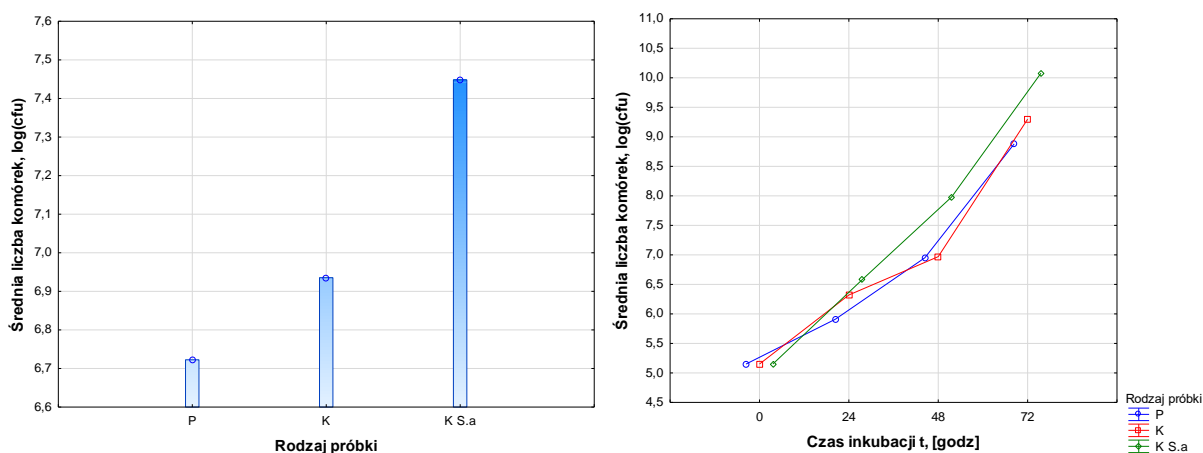 7,6
7,5
7,4
7,3
7,2
7,1
7,0
6,9
6,8
6,7
6,6
Średnia liczba komórek, log(cfu)
P
K
K S.a
Rodzaj próbki
11,0
10,5
10,0
9,5
9,0
8,5
8,0
7,5
7,0
6,5
6,0
5,5
5,0
4,5
Średnia liczba komórek, log(cfu)
0
24
48
72
Czas inkubacji t, [godz]
Rodzaj próbki
P
K
K S.a